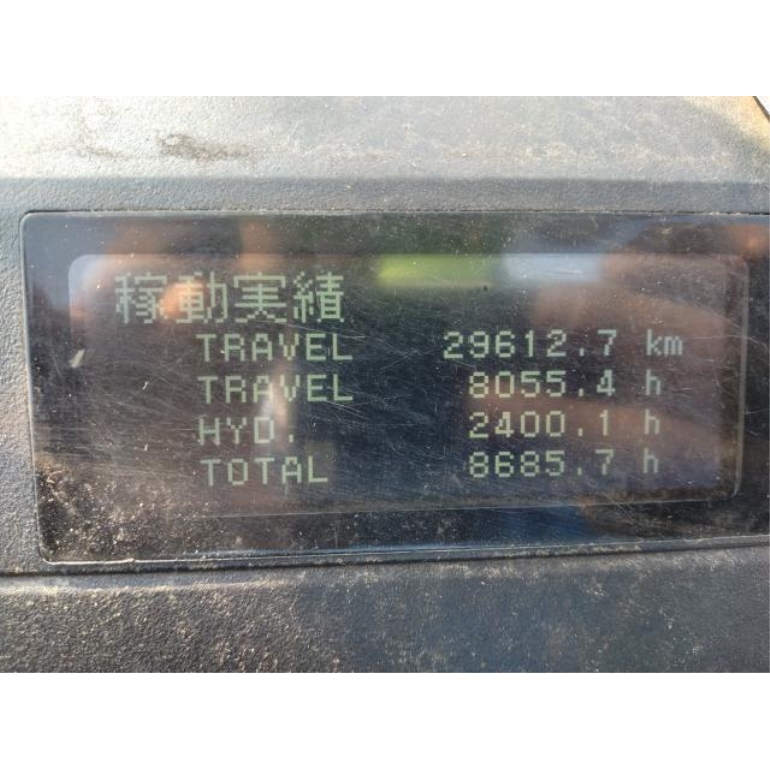 稼動実績
TRAVEL 29612.7 km
TRAVEL 8055.4 h
HYD. 2400.1 h
TOTAL 8685.7 h